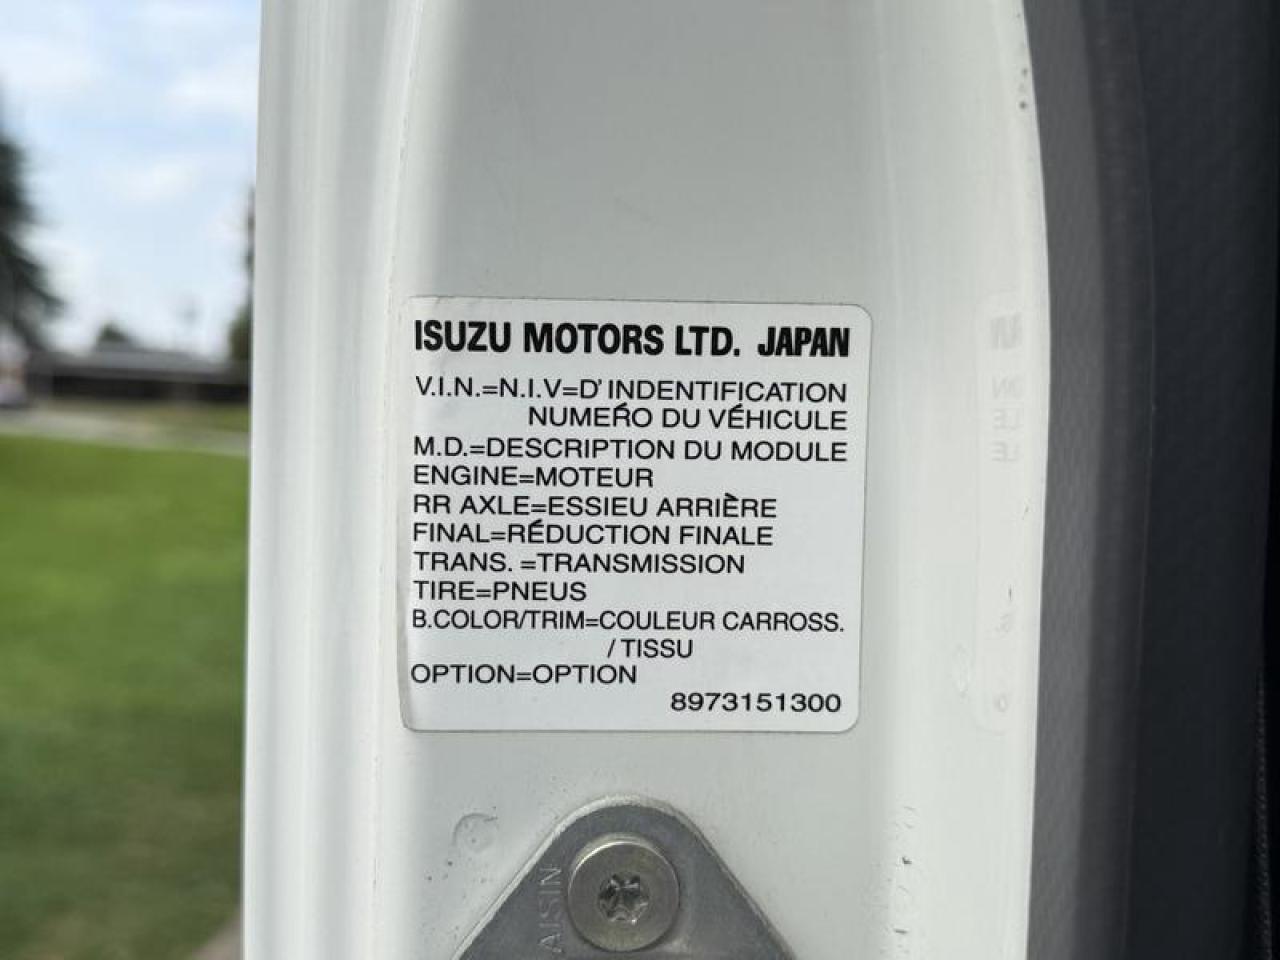 ISUZU MOTORS LTD. JAPAN
V.I.N.=N.I.V=D'INDENTIFICATION
NUMEŔO DU VÉHICULE
M.D.=DESCRIPTION DU MODULE
ENGINE=MOTEUR
RR AXLE=ESSIEU ARRIÈRE
FINAL=RÉDUCTION FINALE
TRANS. =TRANSMISSION
TIRE=PNEUS
B.COLOR/TRIM=COULEUR CARROSS.
/ TISSU
OPTION=OPTION
8973151300
AISIN